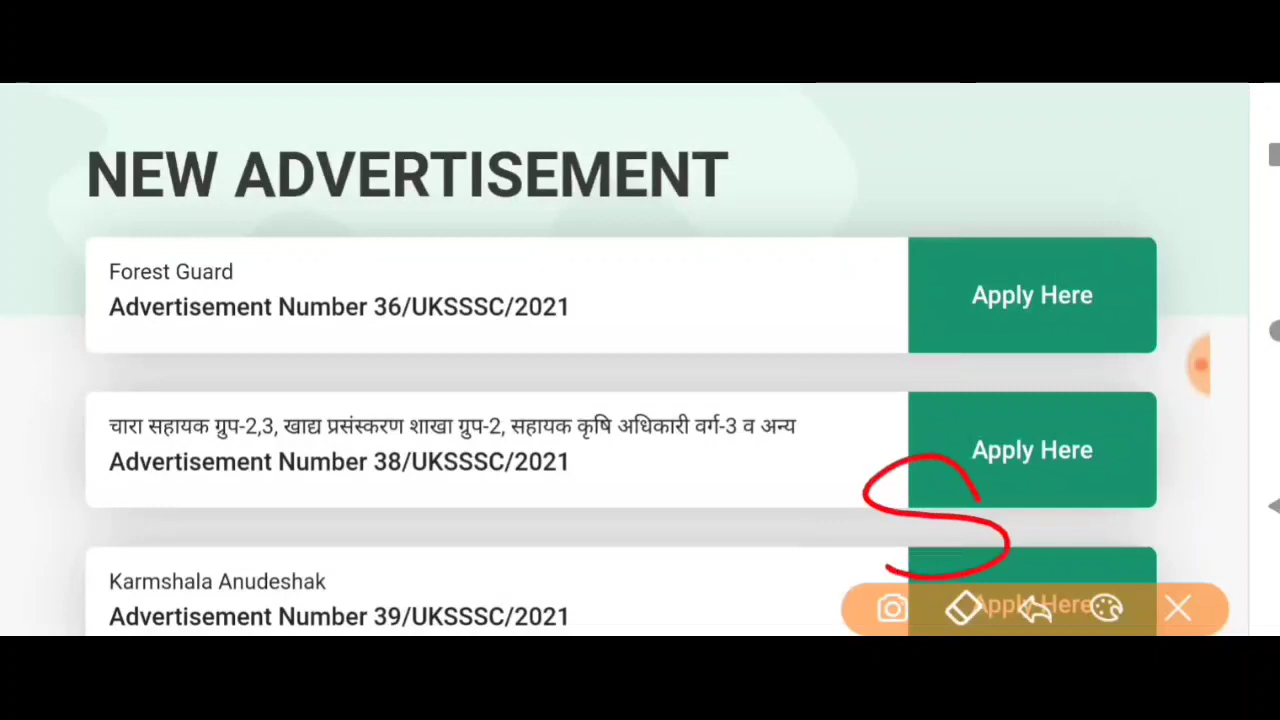 NEW ADVERTISEMENT
Forest Guard
Advertisement Number 36/UKSSSC/2021
Apply Here
चारा सहायक ग्रुप-2,3, खाद्य प्रसंस्करण शाखा ग्रुप-2, सहायक कृषि अधिकारी वर्ग-3 व अन्य
Advertisement Number 38/UKSSSC/2021
Apply Here
Karmshala Anudeshak
Advertisement Number 39/UKSSSC/2021
Apply Here